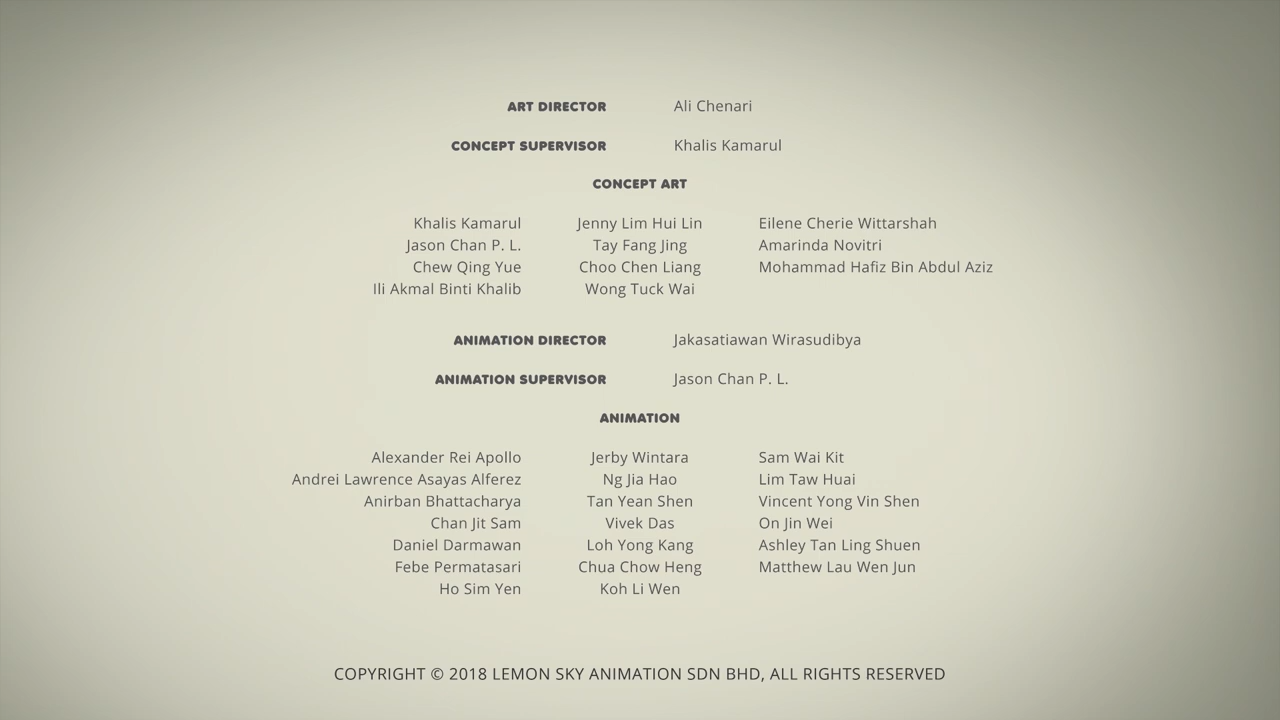 ART DIRECTOR Ali Chenari
CONCEPT SUPERVISOR Khalis Kamarul
CONCEPT ART
Khalis Kamarul Jenny Lim Hui Lin Eilene Cherie Wittarshah
Jason Chan P. L. Tay Fang Jing Amarinda Novitri
Chew Qing Yue Choo Chen Liang Mohammad Hafiz Bin Abdul Aziz
Ili Akmal Binti Khalib Wong Tuck Wai
ANIMATION DIRECTOR Jakasatiawan Wirasudibya
ANIMATION SUPERVISOR Jason Chan P. L.
ANIMATION
Alexander Rei Apollo Jerby Wintara Sam Wai Kit
Andrei Lawrence Asayas Alferez Ng Jia Hao Lim Taw Huai
Anirban Bhattacharya Tan Yean Shen Vincent Yong Vin Shen
Chan Jit Sam Vivek Das On Jin Wei
Daniel Darmawan Loh Yong Kang Ashley Tan Ling Shuen
Febe Permatasari Chua Chow Heng Matthew Lau Wen Jun
Ho Sim Yen Koh Li Wen
COPYRIGHT © 2018 LEMON SKY ANIMATION SDN BHD, ALL RIGHTS RESERVED